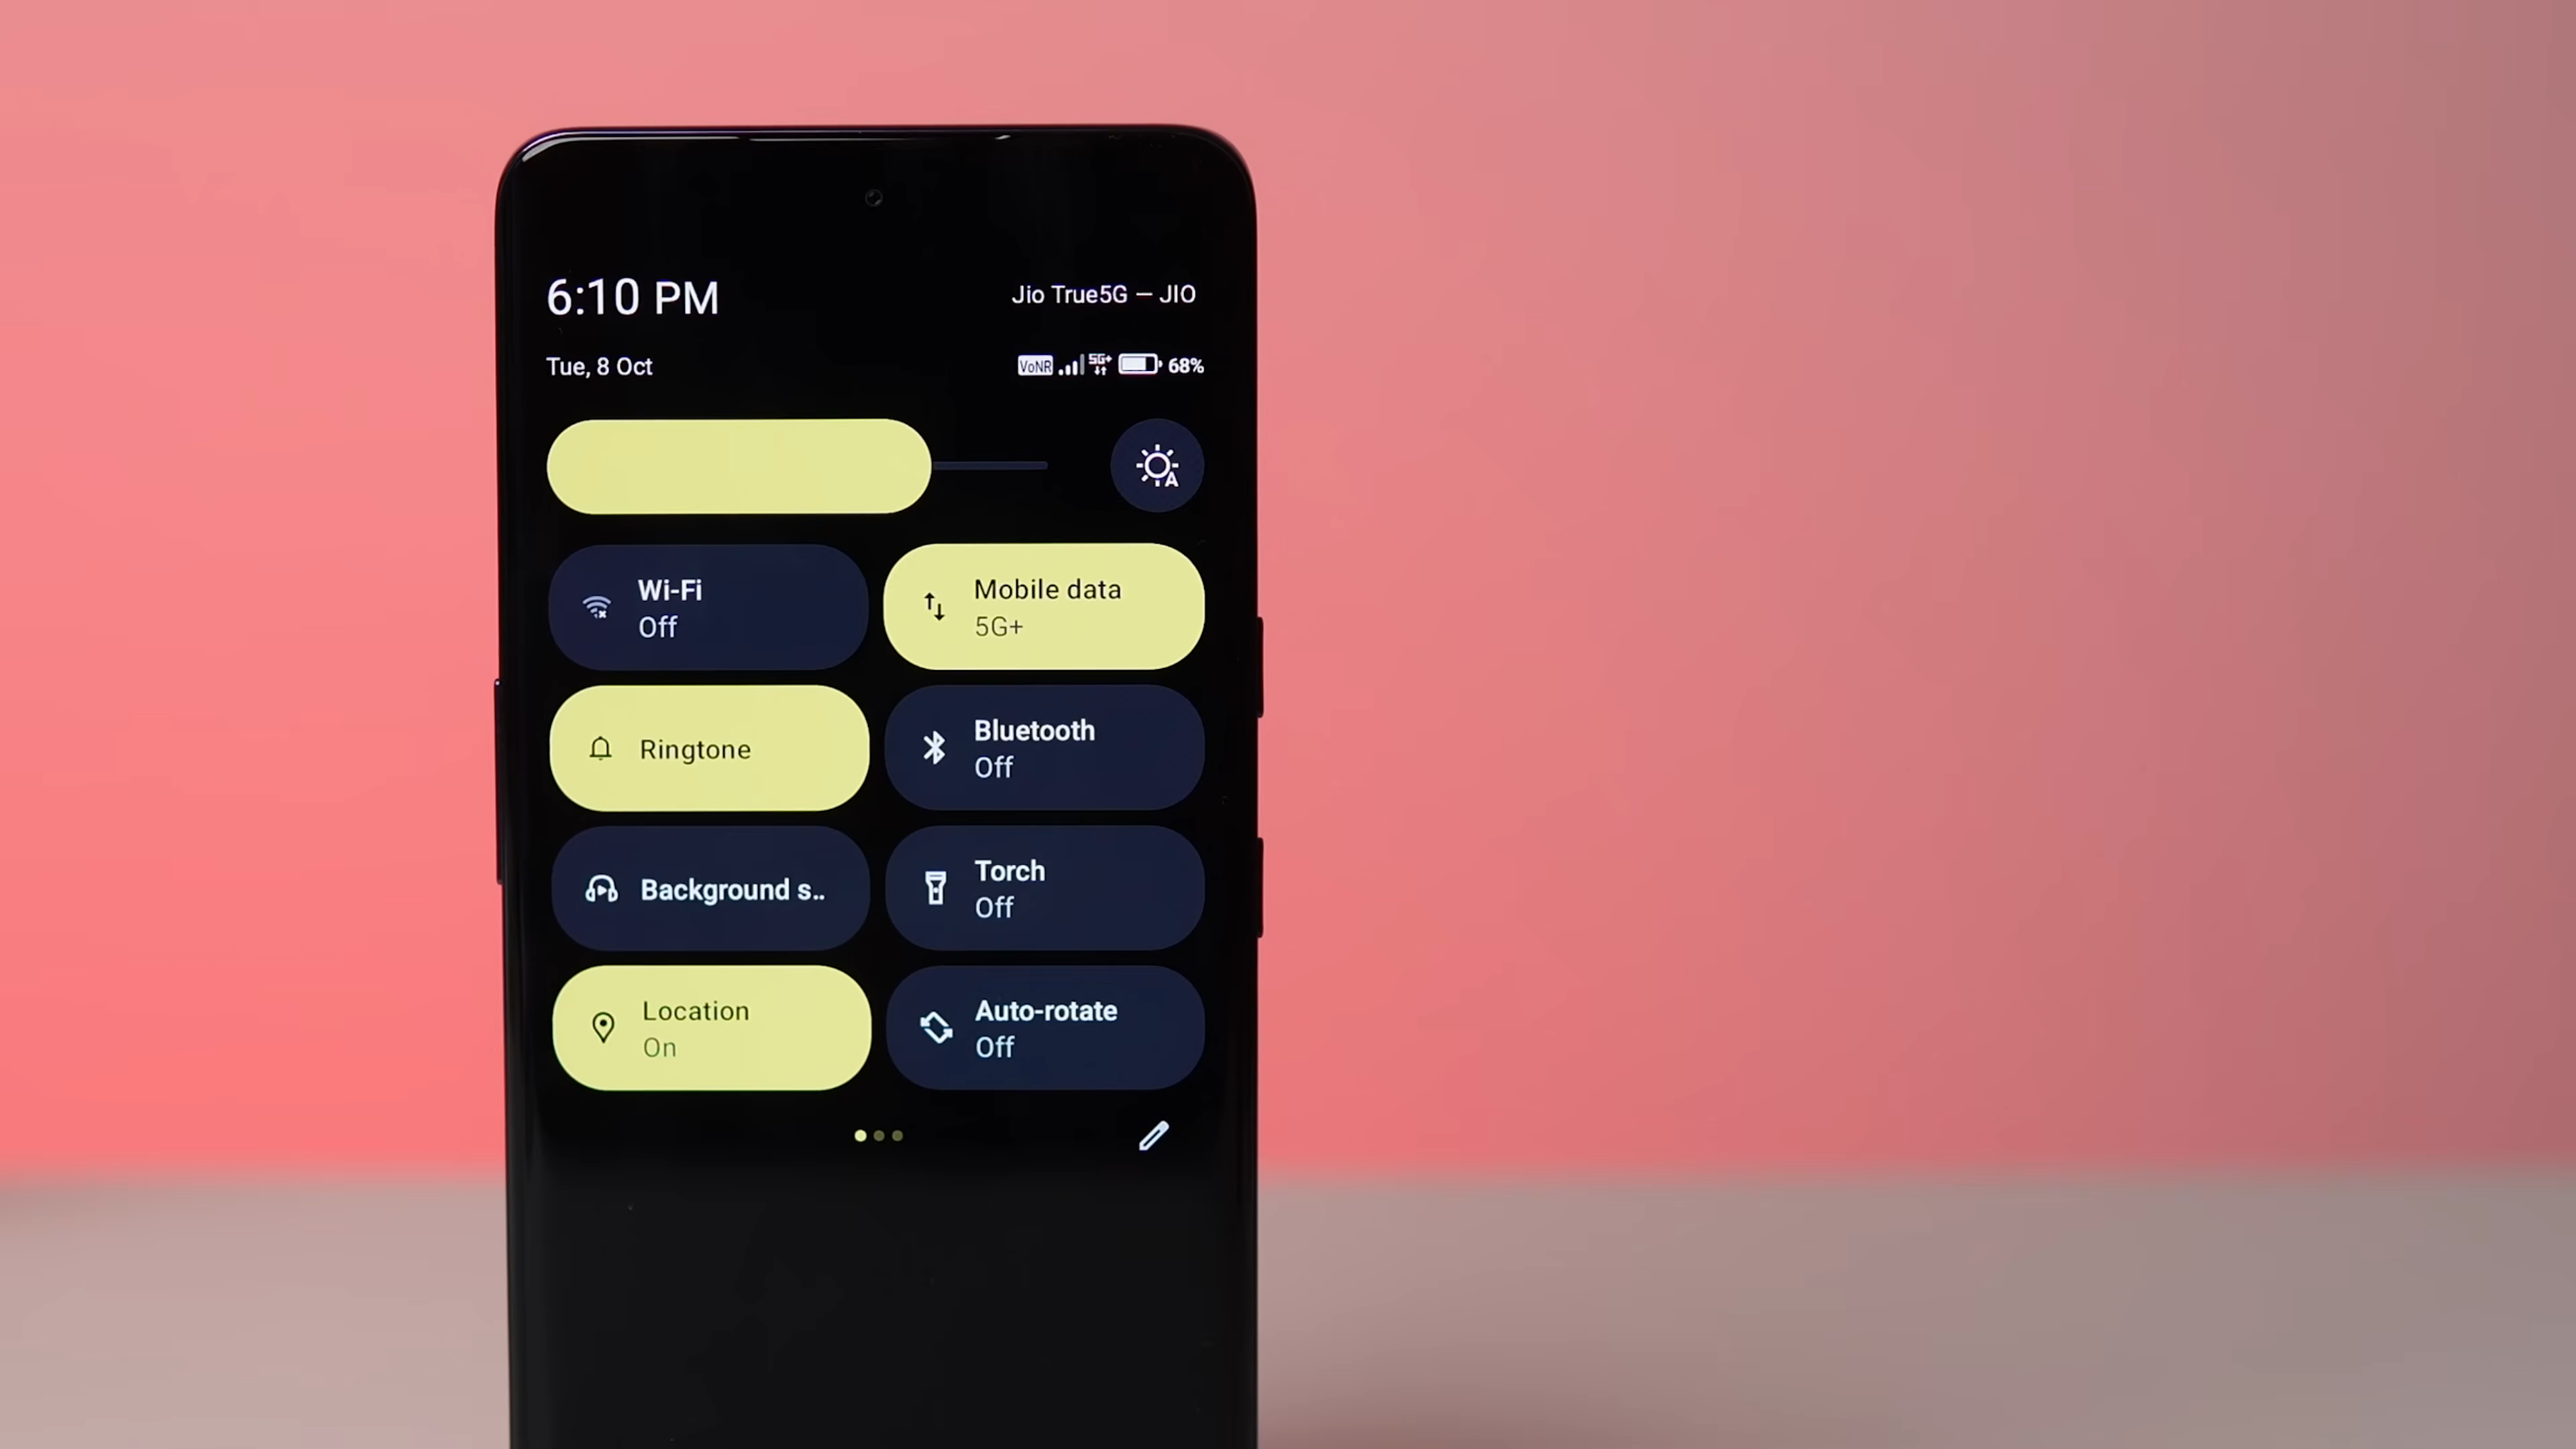 6:10 PM
Jio True5G — JIO
Tue, 8 Oct
VoNR 5G+ 68%
A
Wi-Fi
Off
Mobile data
5G+
Ringtone
Bluetooth
Off
Background s..
Torch
Off
Location
On
Auto-rotate
Off